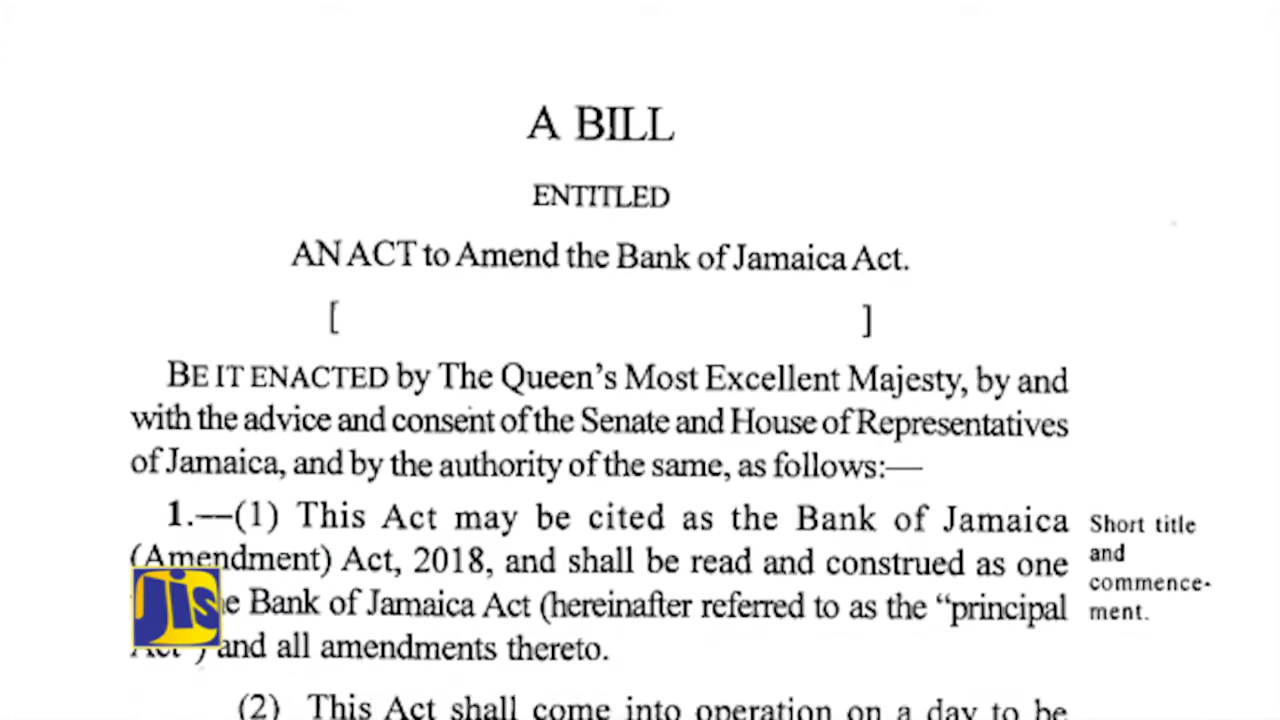 A BILL
ENTITLED
AN ACT to Amend the Bank of Jamaica Act.
[ ]
BE IT ENACTED by The Queen's Most Excellent Majesty, by and
with the advice and consent of the Senate and House of Representatives
of Jamaica, and by the authority of the same, as follows:—
1.—(1) This Act may be cited as the Bank of Jamaica
(Amendment) Act, 2018, and shall be read and construed as one
Bank of Jamaica Act (hereinafter referred to as the “principal
and all amendments thereto.
(2) This Act shall come into operation on a day to be
Short title
and
commence-
ment.
Jis